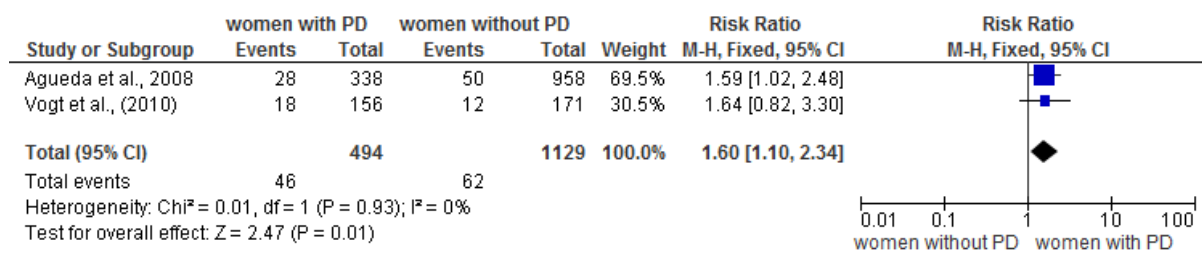 women with PD women without PD Risk Ratio Risk Ratio
Study or Subgroup Events Total Events Total Weight M-H, Fixed, 95% CI M-H, Fixed, 95% CI
Agueda et al., 2008 28 338 50 958 69.5% 1.59 [1.02, 2.48]
Vogt et al., (2010) 18 156 12 171 30.5% 1.64 [0.82, 3.30]
Total (95% CI) 494 1129 100.0% 1.60 [1.10, 2.34]
Total events 46 62
Heterogeneity: Chi² = 0.01, df = 1 (P = 0.93); I² = 0%
Test for overall effect: Z = 2.47 (P = 0.01)
0.01 0.1 1 10 100
women without PD women with PD